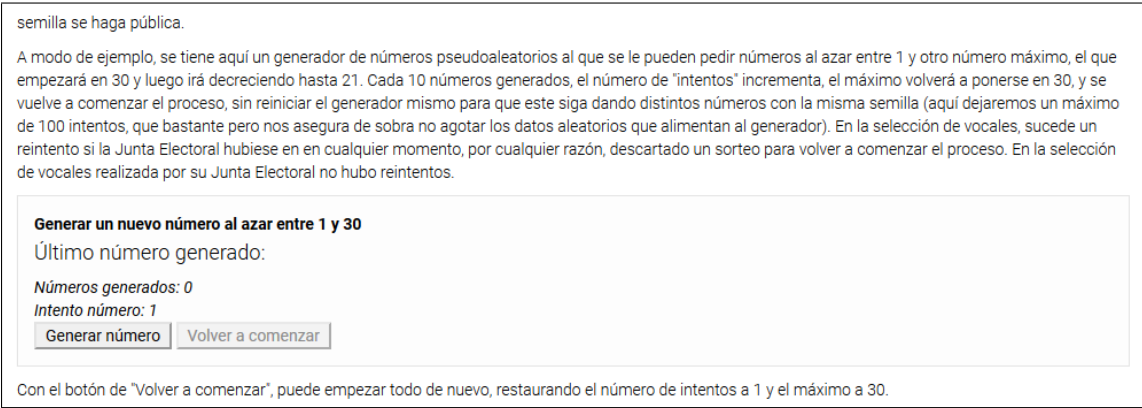 semilla se haga pública.
A modo de ejemplo, se tiene aquí un generador de números pseudoaleatorios al que se le pueden pedir números al azar entre 1 y otro número máximo, el que
empezará en 30 y luego irá decreciendo hasta 21. Cada 10 números generados, el número de "intentos" incrementa, el máximo volverá a ponerse en 30, y se
vuelve a comenzar el proceso, sin reiniciar el generador mismo para que este siga dando distintos números con la misma semilla (aquí dejaremos un máximo
de 100 intentos, que bastante pero nos asegura de sobra no agotar los datos aleatorios que alimentan al generador). En la selección de vocales, sucede un
reintento si la Junta Electoral hubiese en en cualquier momento, por cualquier razón, descartado un sorteo para volver a comenzar el proceso. En la selección
de vocales realizada por su Junta Electoral no hubo reintentos.
Generar un nuevo número al azar entre 1 y 30
Último número generado:
Números generados: 0
Intento número: 1
Generar número Volver a comenzar
Con el botón de "Volver a comenzar", puede empezar todo de nuevo, restaurando el número de intentos a 1 y el máximo a 30.